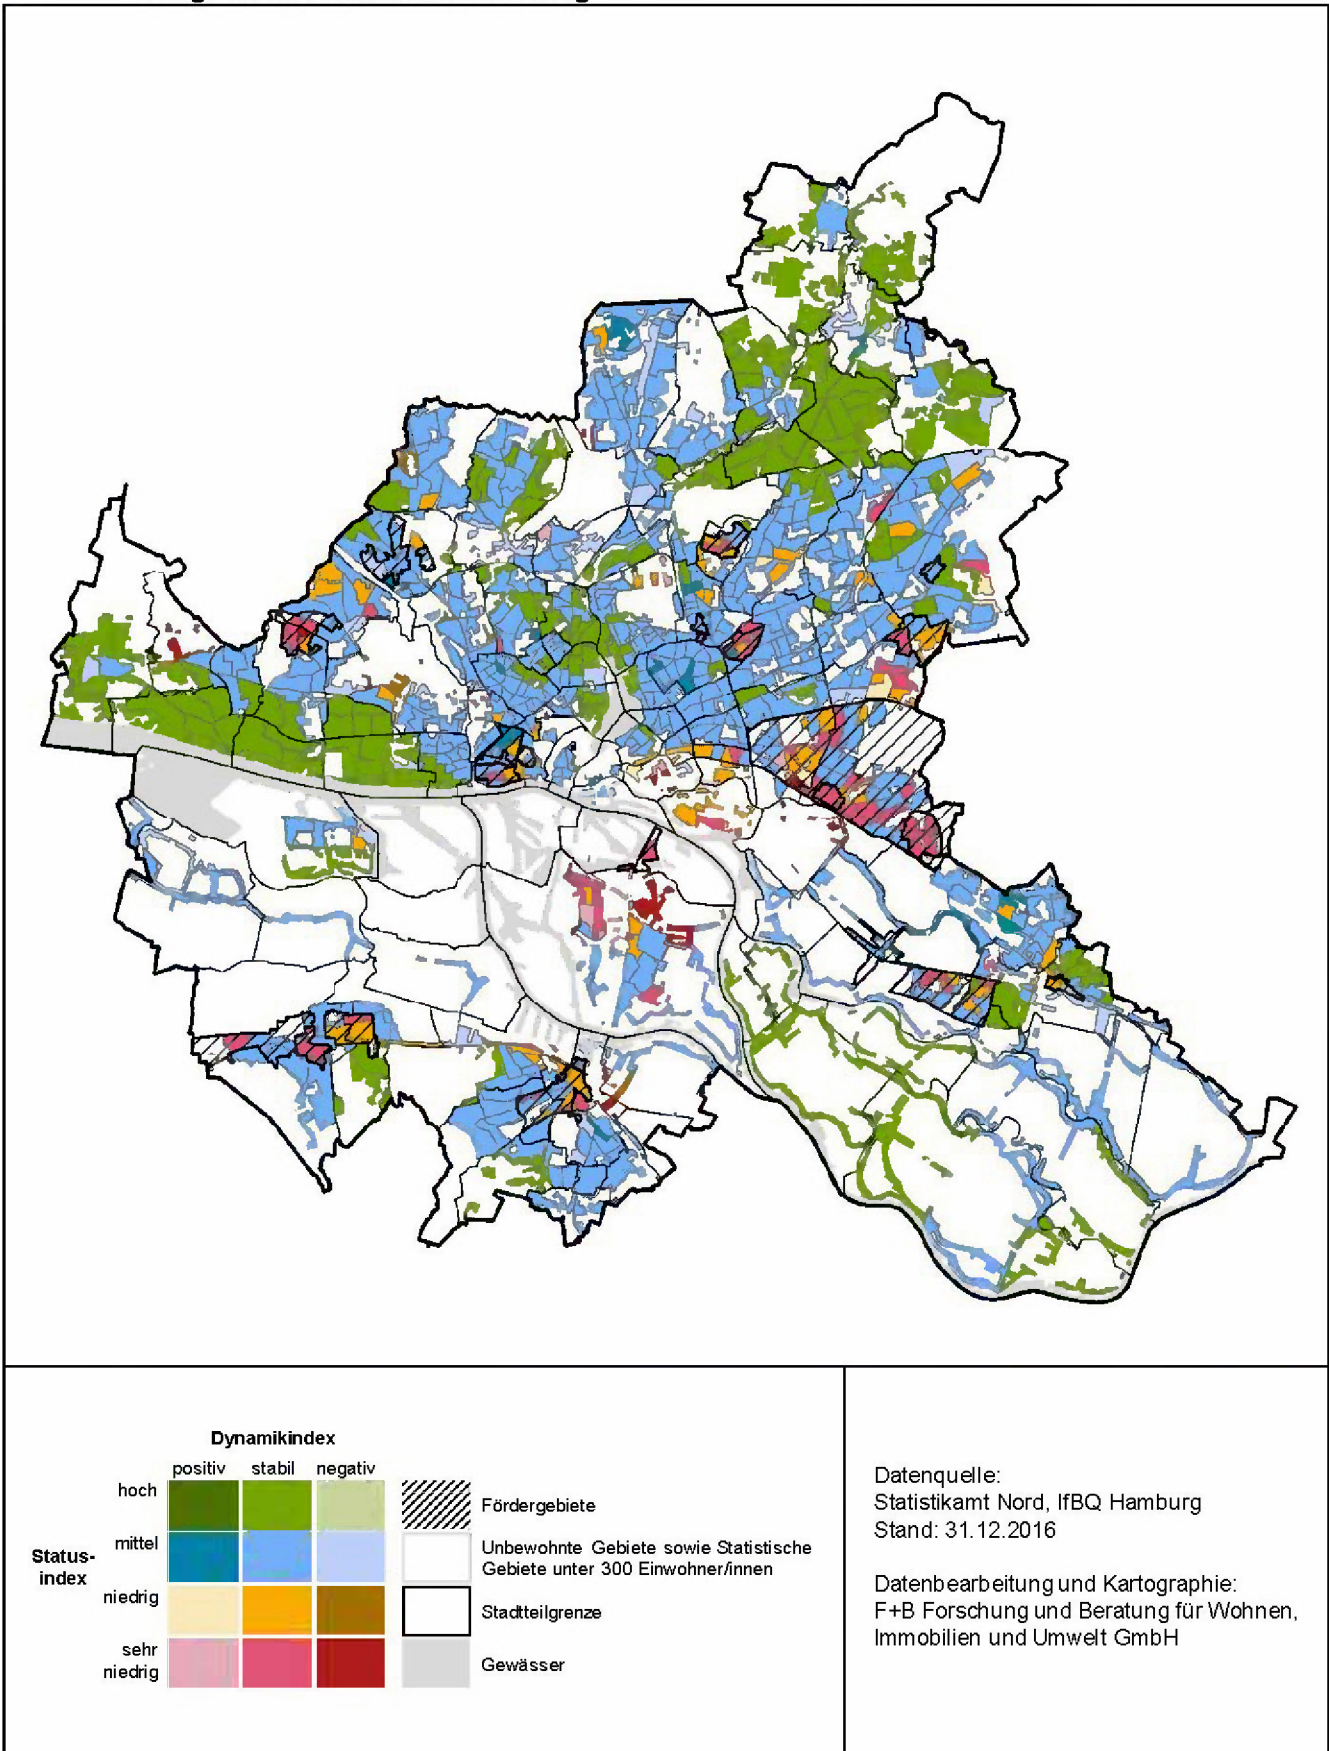 Dynamikindex
positiv stabil negativ
hoch
mittel
Status-
index
niedrig
sehr
niedrig
Fördergebiete
Unbewohnte Gebiete sowie Statistische
Gebiete unter 300 Einwohner/innen
Stadtteilgrenze
Gewässer
Datenquelle:
Statistikamt Nord, IfBQ Hamburg
Stand: 31.12.2016
Datenbearbeitung und Kartographie:
F+B Forschung und Beratung für Wohnen,
Immobilien und Umwelt GmbH